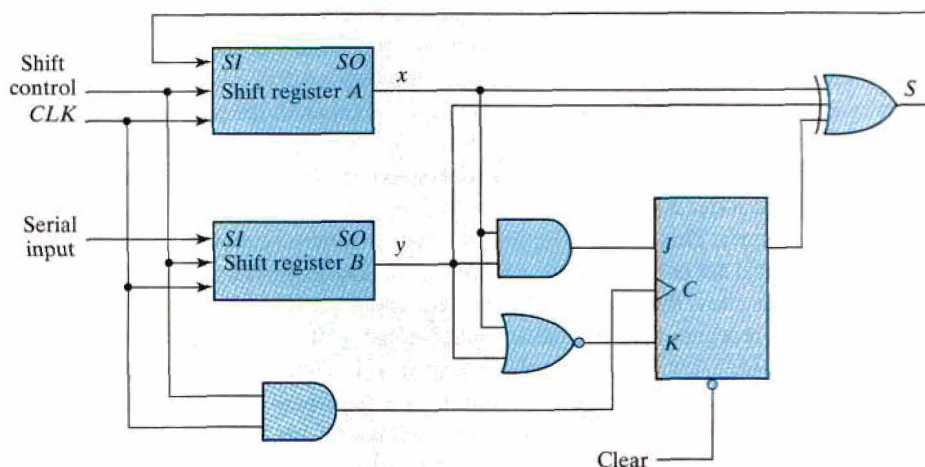 SI SO
Shift register A
Shift
control
CLK
x
S
Serial
input
SI SO
Shift register B
y
J
C
K
Clear